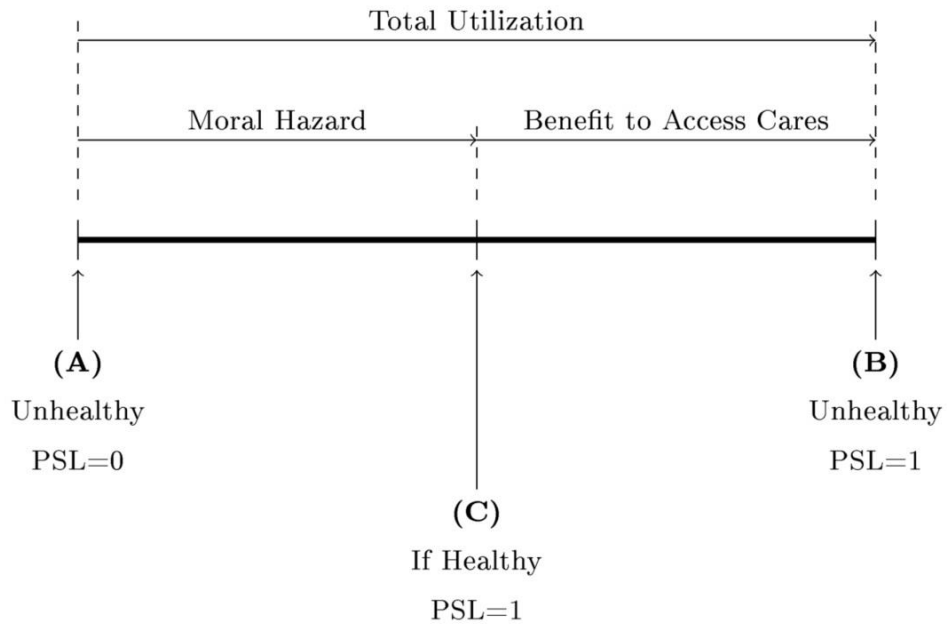 Total Utilization
Moral Hazard
Benefit to Access Cares
(A)
Unhealthy
PSL=0
(B)
Unhealthy
PSL=1
(C)
If Healthy
PSL=1